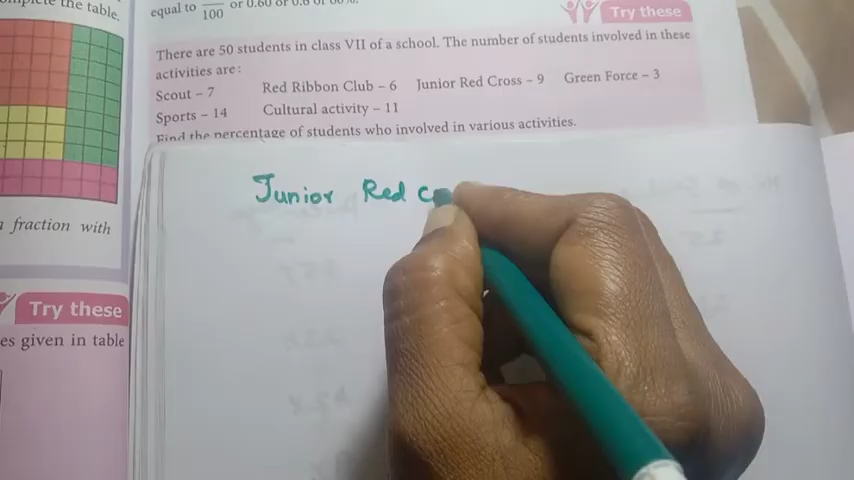 the table.
equal to 100 or 0.60 or 0.6 or 60%.
Try these
There are 50 students in class VII of a school. The number of students involved in these
activities are:
Scout – 7 Red Ribbon Club – 6 Junior Red Cross – 9 Green Force – 3
Sports – 14 Cultural activity – 11
Find the percentage of students who involved in various activities.
Junior Red
a fraction with
Try these
es given in table